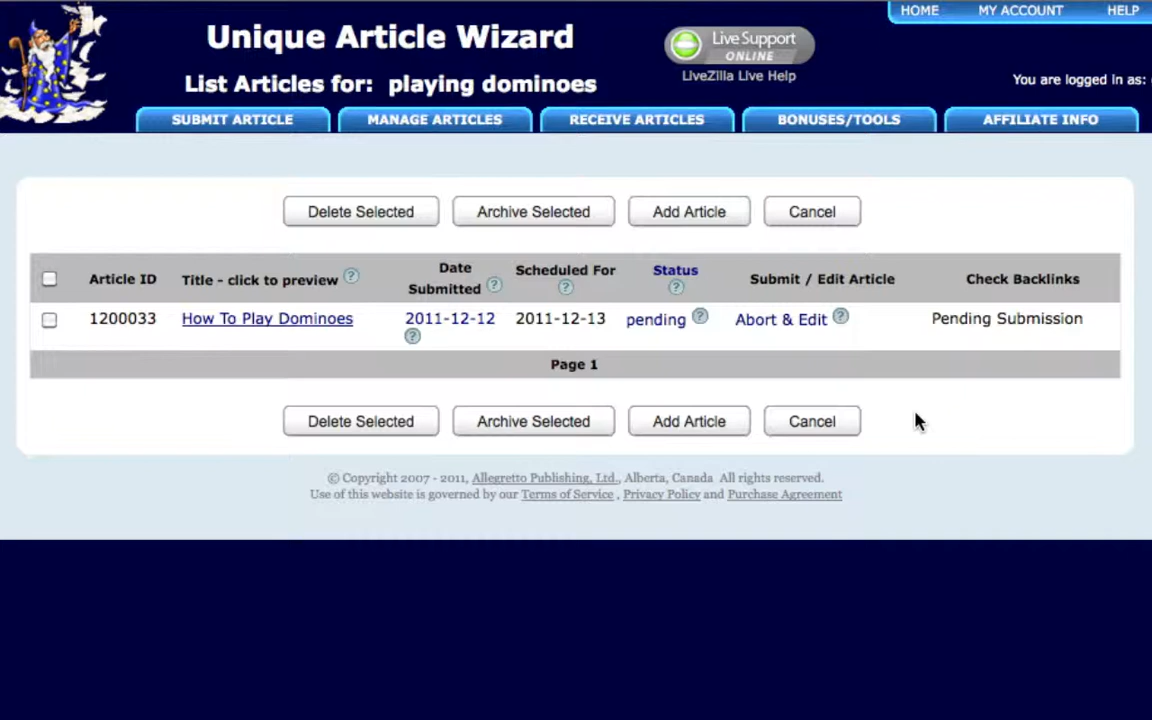 HOME MY ACCOUNT HELP
Unique Article Wizard
Live Support
ONLINE
LiveZilla Live Help
List Articles for: playing dominoes
You are logged in as:
SUBMIT ARTICLE MANAGE ARTICLES RECEIVE ARTICLES BONUSES/TOOLS AFFILIATE INFO
Delete Selected Archive Selected Add Article Cancel
Article ID Title - click to preview ? Date Submitted ? Scheduled For ? Status ? Submit / Edit Article Check Backlinks
1200033 How To Play Dominoes 2011-12-12 ? 2011-12-13 pending ? Abort & Edit ? Pending Submission
Page 1
Delete Selected Archive Selected Add Article Cancel
© Copyright 2007 - 2011, Allegretto Publishing, Ltd., Alberta, Canada All rights reserved.
Use of this website is governed by our Terms of Service , Privacy Policy and Purchase Agreement